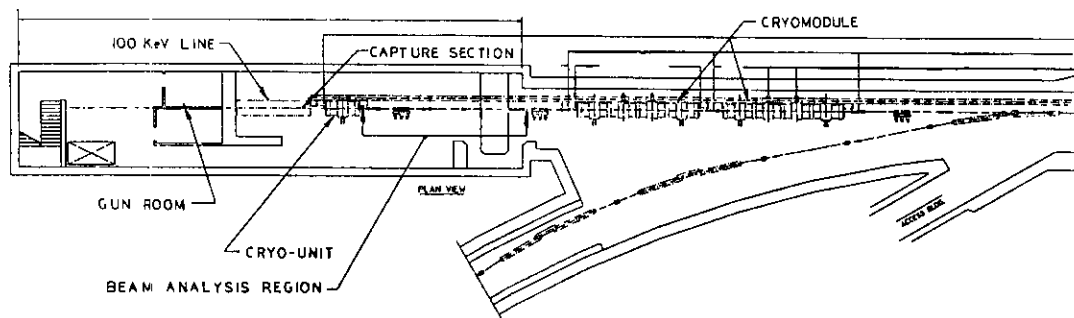 CRYOMODULE
100 KeV LINE
CAPTURE SECTION
PLAN VIEW
GUN ROOM
ACCESS BLDG
CRYO-UNIT
BEAM ANALYSIS REGION